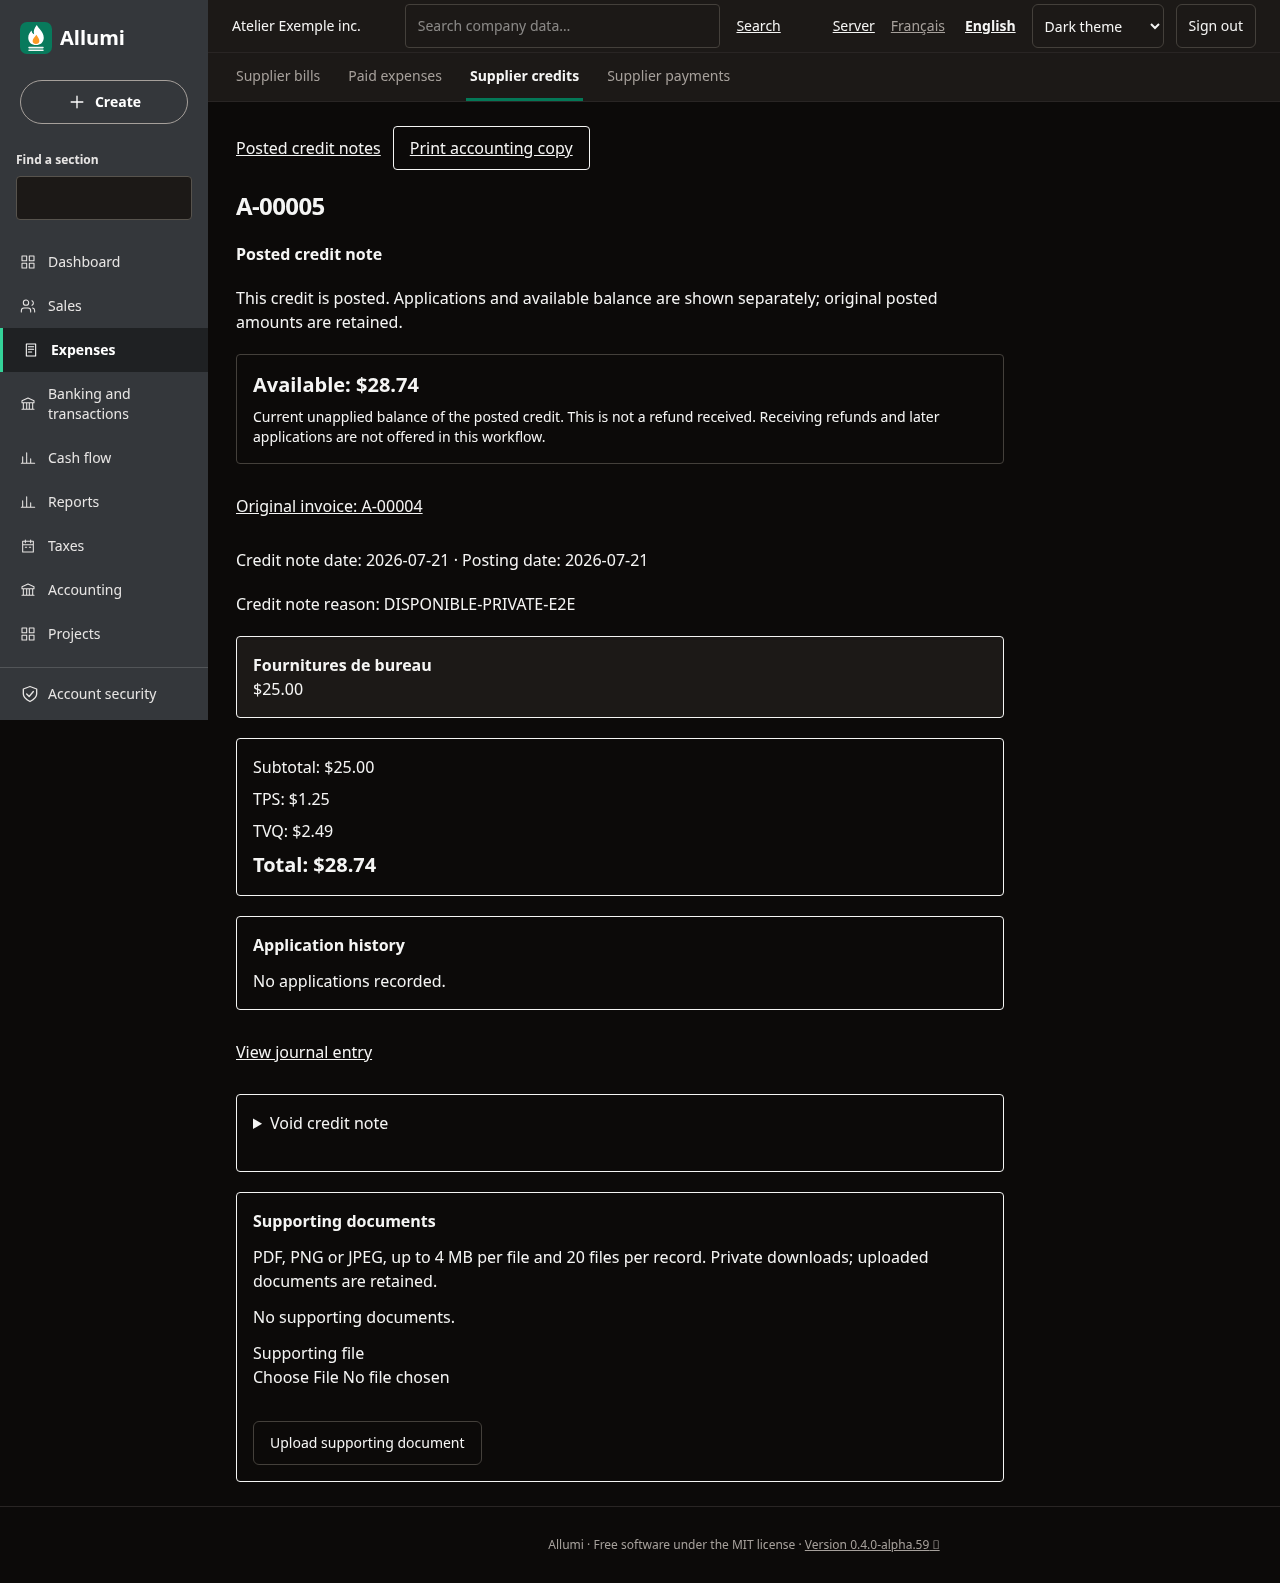 Allumi
Create
Find a section
Dashboard
Sales
Expenses
Banking and
transactions
Cash flow
Reports
Taxes
Accounting
Projects
Account security
Atelier Exemple inc.
Search company data...
Search
Server
Français
English
Dark theme
Sign out
Supplier bills
Paid expenses
Supplier credits
Supplier payments
Posted credit notes
Print accounting copy
A-00005
Posted credit note
This credit is posted. Applications and available balance are shown separately; original posted
amounts are retained.
Available: $28.74
Current unapplied balance of the posted credit. This is not a refund received. Receiving refunds and later
applications are not offered in this workflow.
Original invoice: A-00004
Credit note date: 2026-07-21 · Posting date: 2026-07-21
Credit note reason: DISPONIBLE-PRIVATE-E2E
Fournitures de bureau
$25.00
Subtotal: $25.00
TPS: $1.25
TVQ: $2.49
Total: $28.74
Application history
No applications recorded.
View journal entry
Void credit note
Supporting documents
PDF, PNG or JPEG, up to 4 MB per file and 20 files per record. Private downloads; uploaded
documents are retained.
No supporting documents.
Supporting file
Choose File No file chosen
Upload supporting document
Allumi · Free software under the MIT license · Version 0.4.0-alpha.59